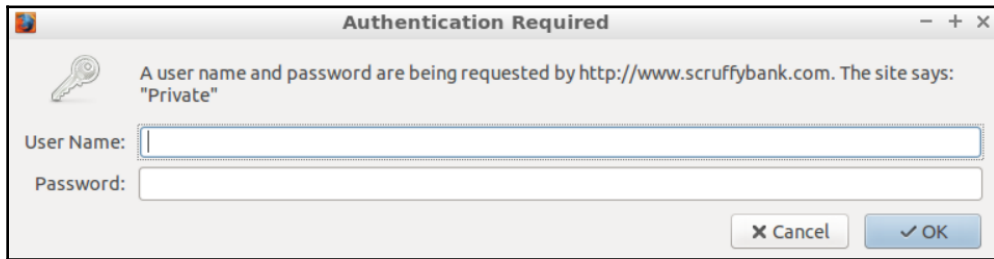 Authentication Required
A user name and password are being requested by http://www.scruffybank.com. The site says:
"Private"
User Name:
Password:
Cancel OK